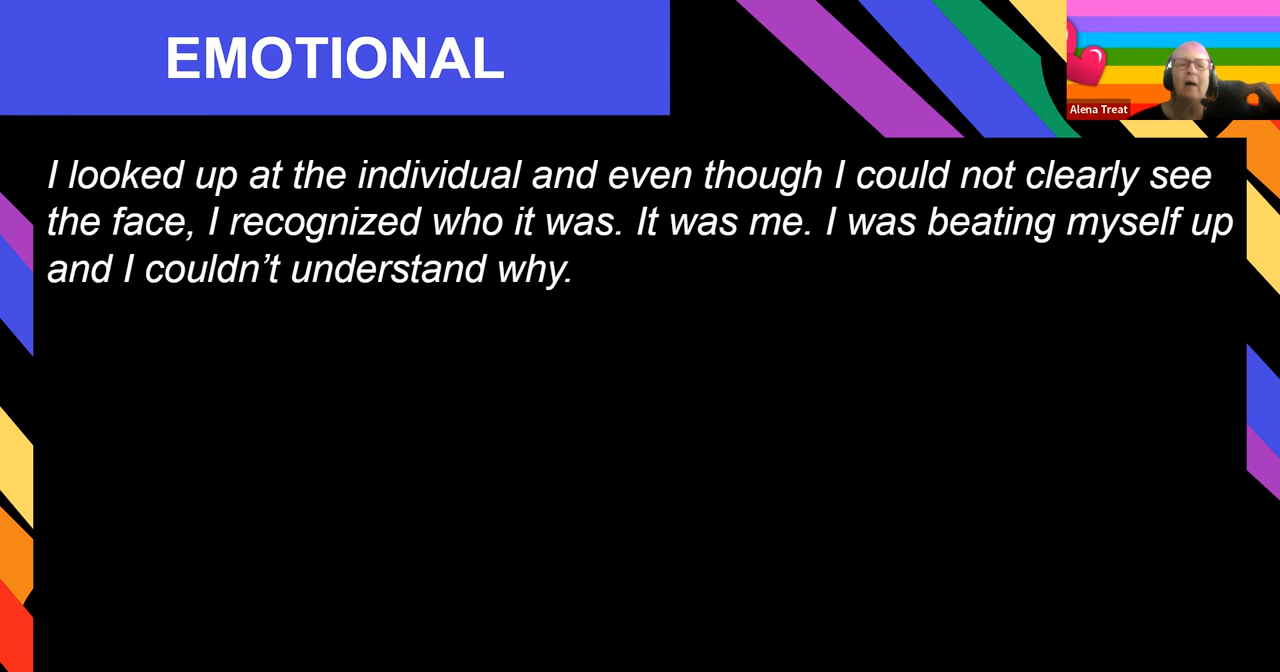 EMOTIONAL
Alena Treat
I looked up at the individual and even though I could not clearly see
the face, I recognized who it was. It was me. I was beating myself up
and I couldn’t understand why.